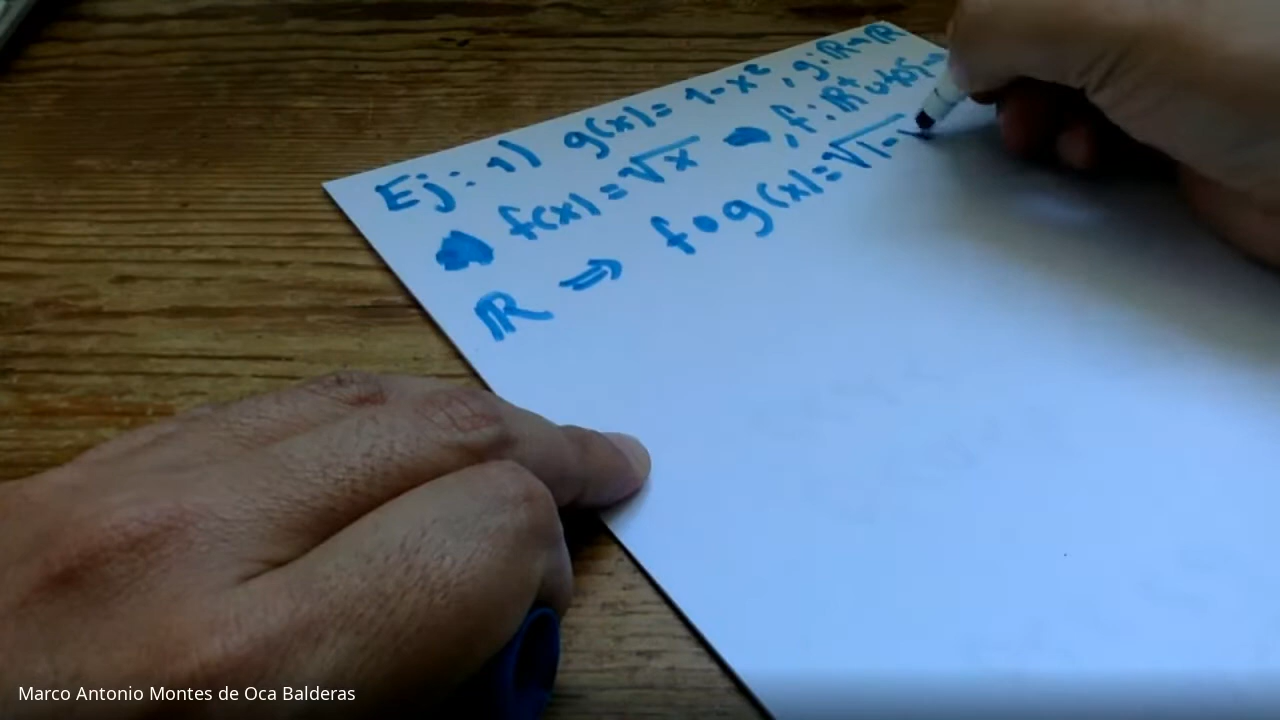 Ej: 1) g(x) = 1 - x², g: ℝ→ℝ
f(x) = √x , f: ℝ⁺ ∪ {0} →
ℝ ⇒ f∘g(x) = √1 -
Marco Antonio Montes de Oca Balderas